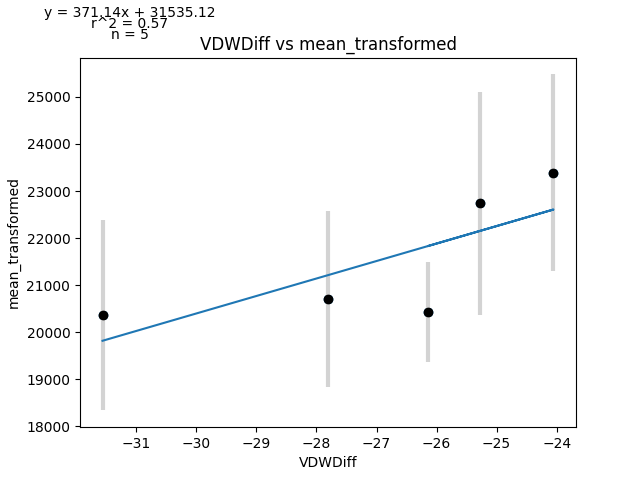 y = 371.14x + 31535.12
r^2 = 0.57
n = 5
VDWDiff vs mean_transformed
mean_transformed
25000
24000
23000
22000
21000
20000
19000
18000
−31
−30
−29
−28
−27
−26
−25
−24
VDWDiff